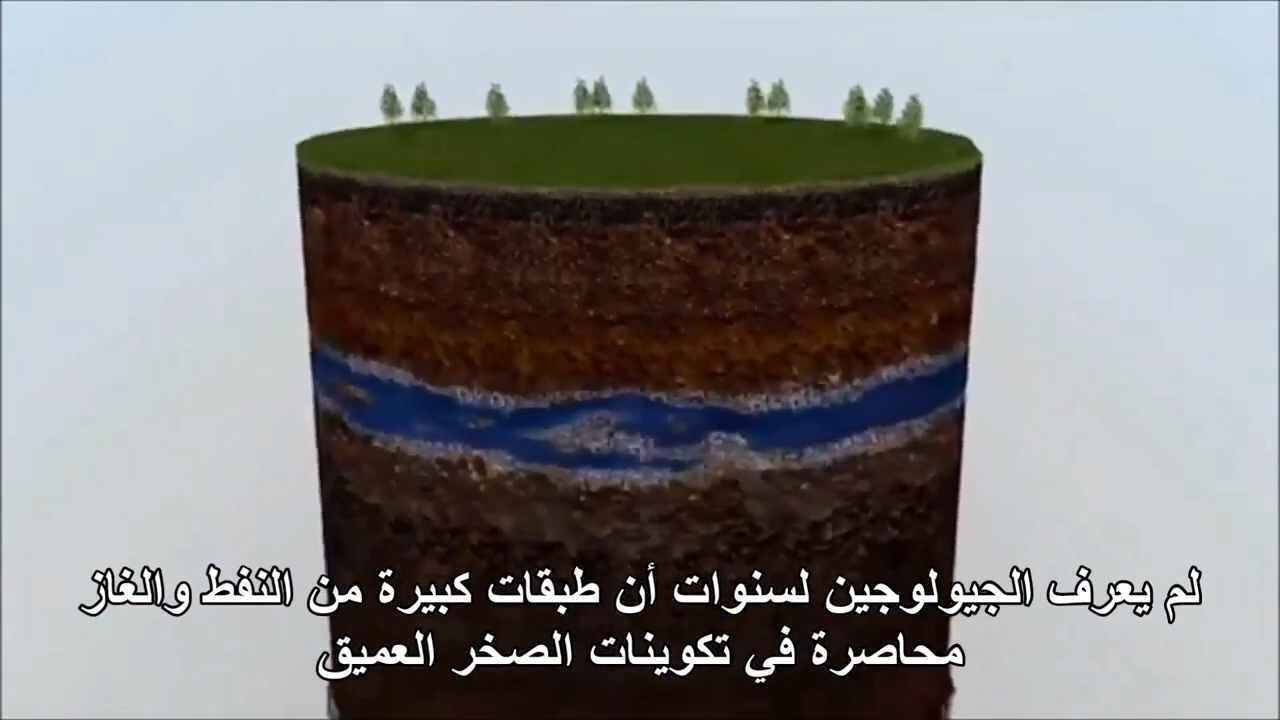 لم يعرف الجيولوجين لسنوات أن طبقات كبيرة من النفط والغاز
محاصرة في تكوينات الصخر العميق